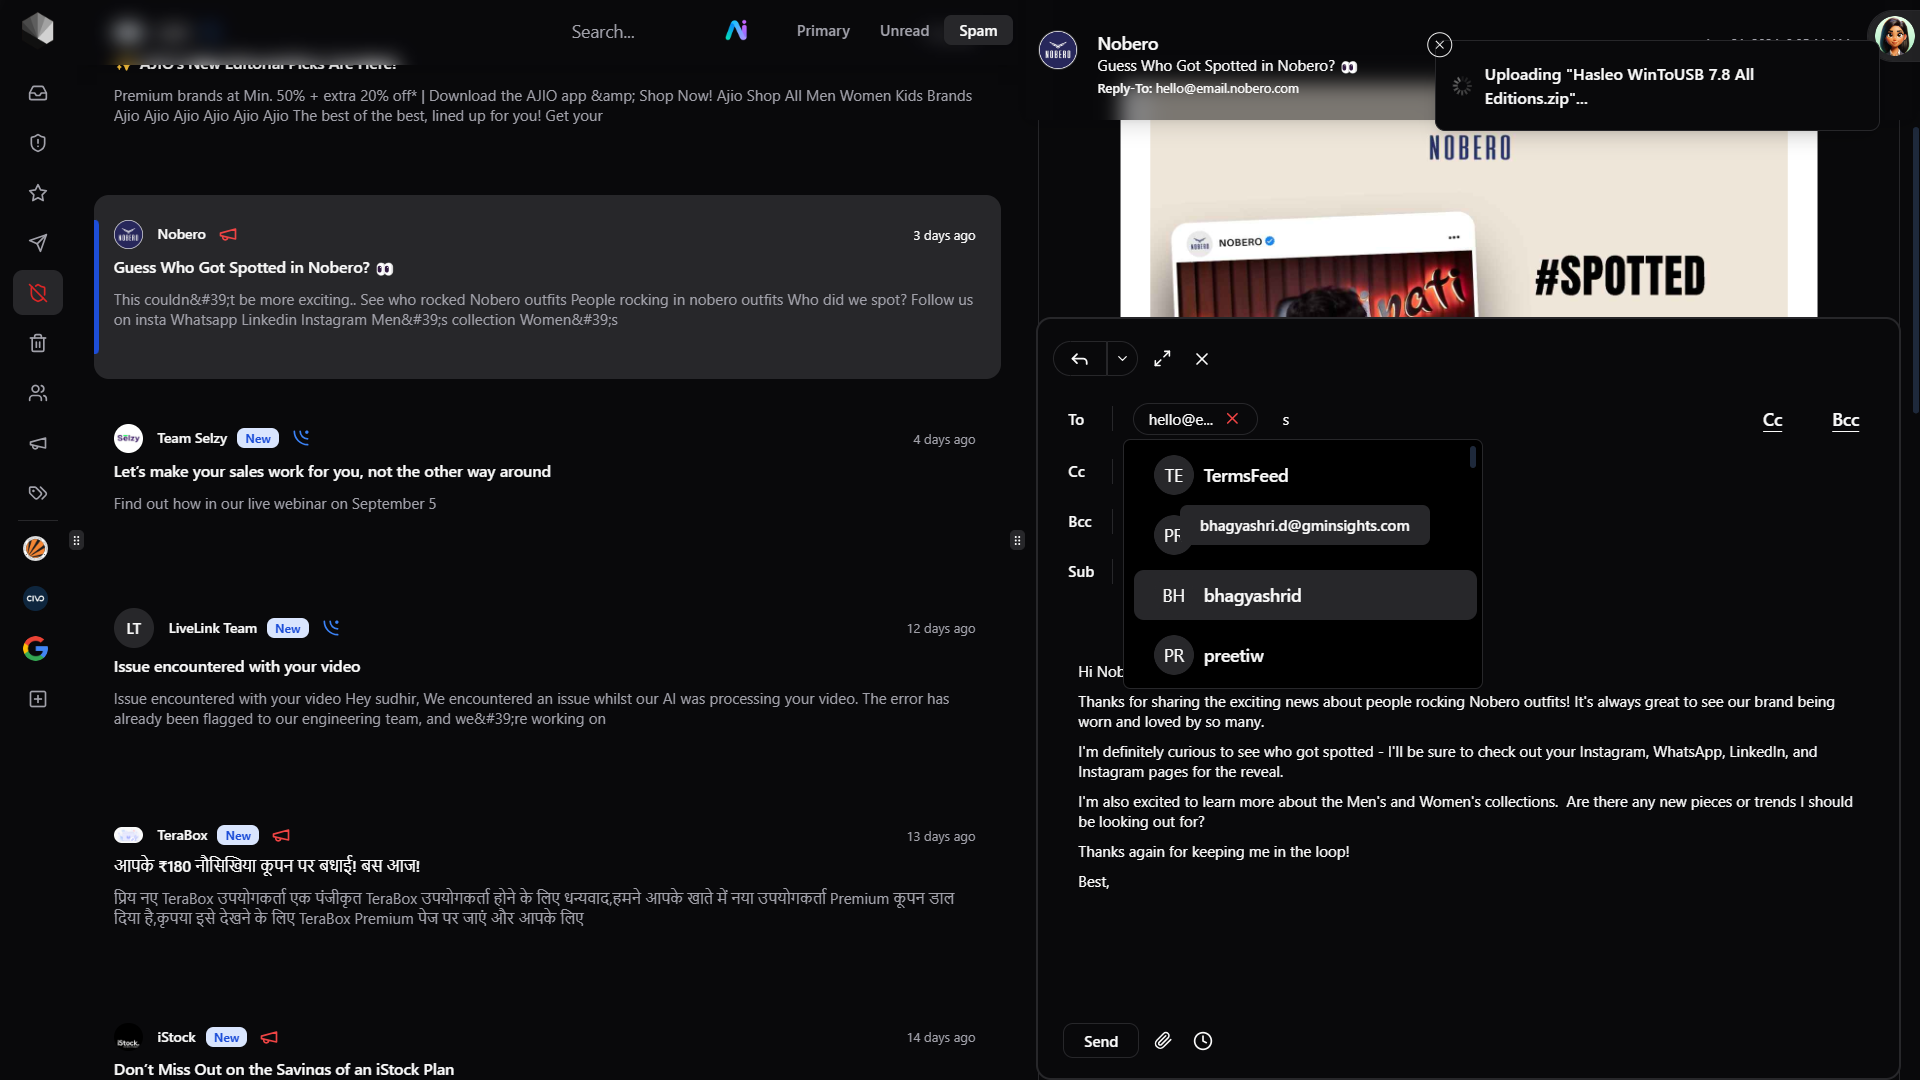 Search...
Primary
Unread
Spam
✨ AJIO's New Editorial Picks Are Here!
Premium brands at Min. 50% + extra 20% off* | Download the AJIO app &amp; Shop Now! Ajio Shop All Men Women Kids Brands
Ajio Ajio Ajio Ajio Ajio Ajio The best of the best, lined up for you! Get your
NOBERO
Nobero
3 days ago
Guess Who Got Spotted in Nobero? 👀
This couldn&#39;t be more exciting.. See who rocked Nobero outfits People rocking in nobero outfits Who did we spot? Follow us
on insta Whatsapp Linkedin Instagram Men&#39;s collection Women&#39;s
Selzy
Team Selzy
New
4 days ago
Let's make your sales work for you, not the other way around
Find out how in our live webinar on September 5
LT
LiveLink Team
New
12 days ago
Issue encountered with your video
Issue encountered with your video Hey sudhir, We encountered an issue whilst our AI was processing your video. The error has
already been flagged to our engineering team, and we&#39;re working on
TeraBox
New
13 days ago
आपके ₹180 नौसिखिया कूपन पर बधाई! बस आज!
प्रिय नए TeraBox उपयोगकर्ता एक पंजीकृत TeraBox उपयोगकर्ता होने के लिए धन्यवाद,हमने आपके खाते में नया उपयोगकर्ता Premium कूपन डाल
दिया है,कृपया इसे देखने के लिए TeraBox Premium पेज पर जाएं और आपके लिए
iStock.
iStock
New
14 days ago
Don't Miss Out on the Savings of an iStock Plan
CIVO
NOBERO
Nobero
Guess Who Got Spotted in Nobero? 👀
Reply-To: hello@email.nobero.com
Uploading "Hasleo WinToUSB 7.8 All
Editions.zip"...
NOBERO
NOBERO
NOBERO
#SPOTTED
To
hello@e...
s
Cc
Bcc
Cc
Bcc
Sub
TE
TermsFeed
PR
bhagyashri.d@gminsights.com
BH
bhagyashrid
PR
preetiw
Hi Nob
Thanks for sharing the exciting news about people rocking Nobero outfits! It's always great to see our brand being
worn and loved by so many.
I'm definitely curious to see who got spotted - I'll be sure to check out your Instagram, WhatsApp, LinkedIn, and
Instagram pages for the reveal.
I'm also excited to learn more about the Men's and Women's collections.  Are there any new pieces or trends I should
be looking out for?
Thanks again for keeping me in the loop!
Best,
Send